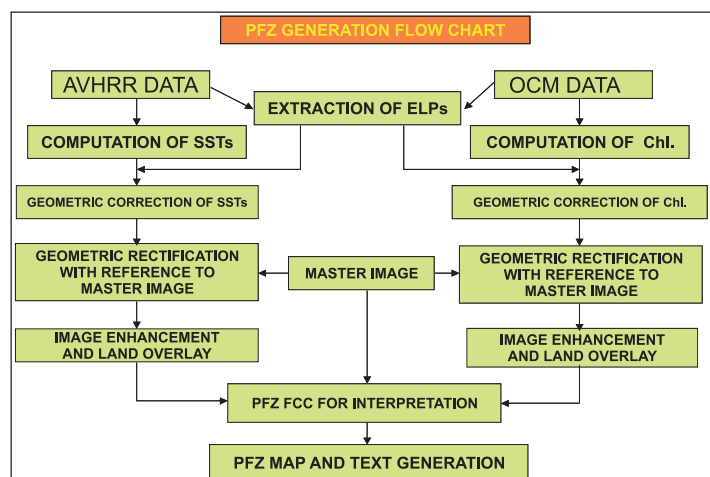 PFZ GENERATION FLOW CHART
AVHRR DATA
OCM DATA
EXTRACTION OF ELPs
COMPUTATION OF SSTs
COMPUTATION OF Chl.
GEOMETRIC CORRECTION OF SSTs
GEOMETRIC CORRECTION OF Chl.
GEOMETRIC RECTIFICATION
WITH REFERENCE TO
MASTER IMAGE
MASTER IMAGE
GEOMETRIC RECTIFICATION
WITH REFERENCE TO
MASTER IMAGE
IMAGE ENHANCEMENT
AND LAND OVERLAY
IMAGE ENHANCEMENT
AND LAND OVERLAY
PFZ FCC FOR INTERPRETATION
PFZ MAP AND TEXT GENERATION